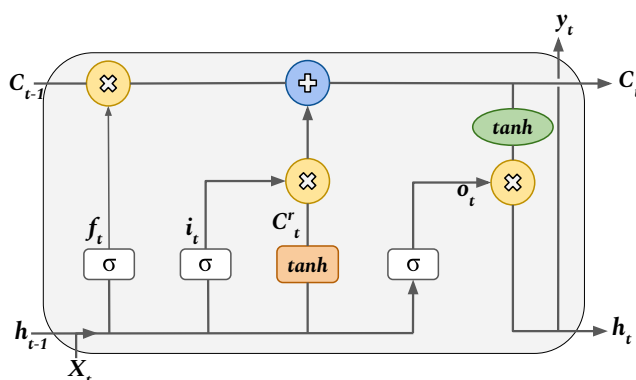 y_t
C_{t-1}
C_t
tanh
o_t
f_t
i_t
C^r_t
σ
σ
tanh
σ
h_{t-1}
h_t
X_t